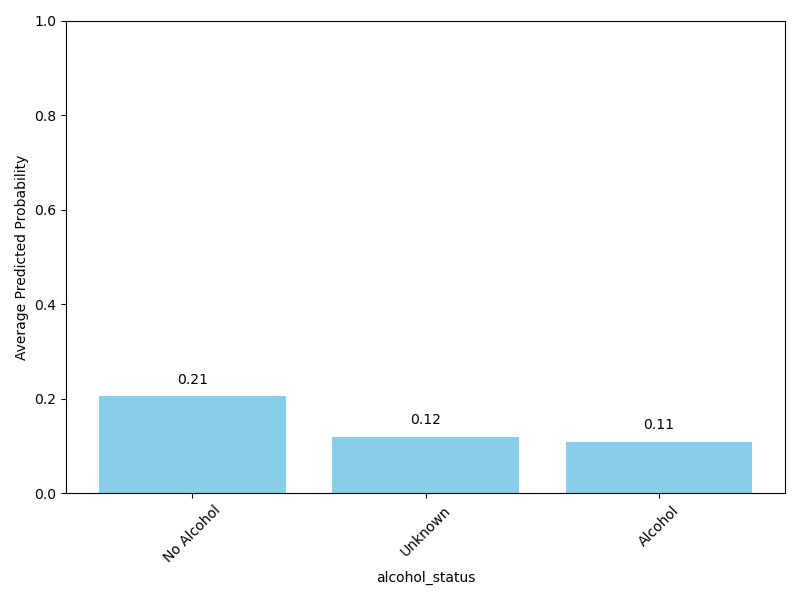 1.0
0.8
0.6
0.4
0.2
0.0
Average Predicted Probability
0.21
0.12
0.11
No Alcohol
Unknown
Alcohol
alcohol_status